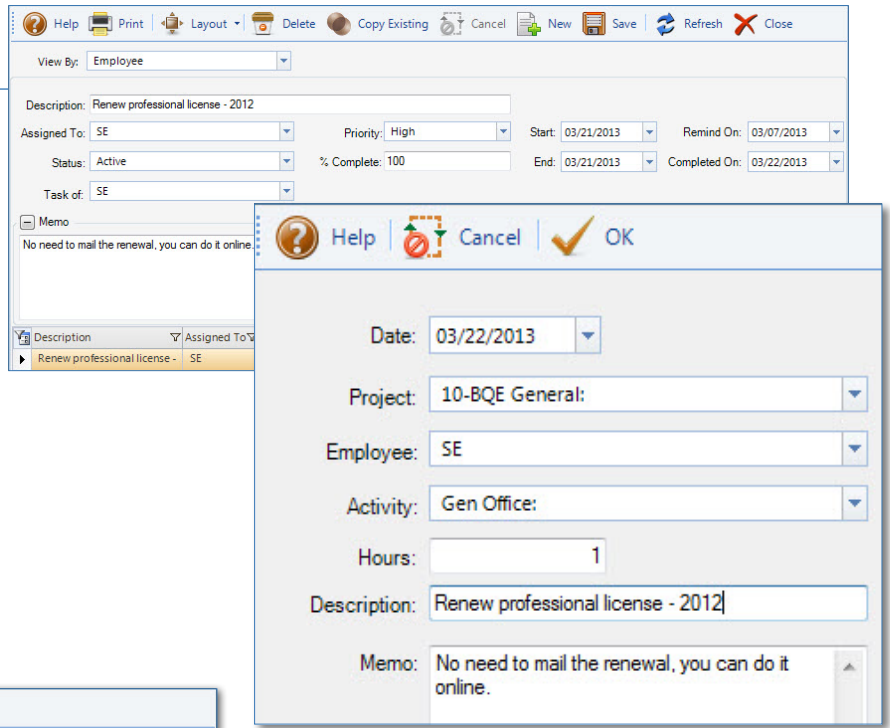 Help Print Layout Delete Copy Existing Cancel New Save Refresh Close
View By: Employee
Description: Renew professional license - 2012
Assigned To: SE Priority: High Start: 03/21/2013 Remind On: 03/07/2013
Status: Active % Complete: 100 End: 03/21/2013 Completed On: 03/22/2013
Task of: SE
Memo
No need to mail the renewal, you can do it online.
Description Assigned To
Renew professional license - SE
Help Cancel OK
Date: 03/22/2013
Project: 10-BQE General:
Employee: SE
Activity: Gen Office:
Hours: 1
Description: Renew professional license - 2012
Memo: No need to mail the renewal, you can do it
online.